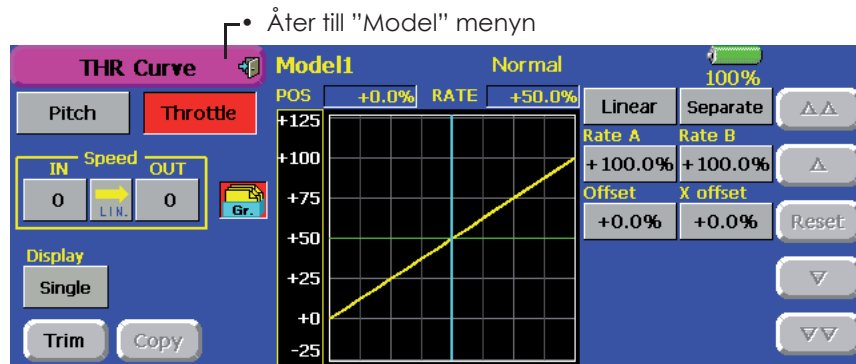 • Åter till ”Model” menyn
THR Curve
Model1
Normal
100%
Pitch
Throttle
POS
+0.0%
RATE
+50.0%
Linear
Separate
Speed
IN
OUT
0
LIN.
0
Gr.
+125
+100
+75
+50
+25
+0
-25
Rate A
Rate B
+100.0%
+100.0%
Offset
X offset
+0.0%
+0.0%
Reset
Display
Single
Trim
Copy